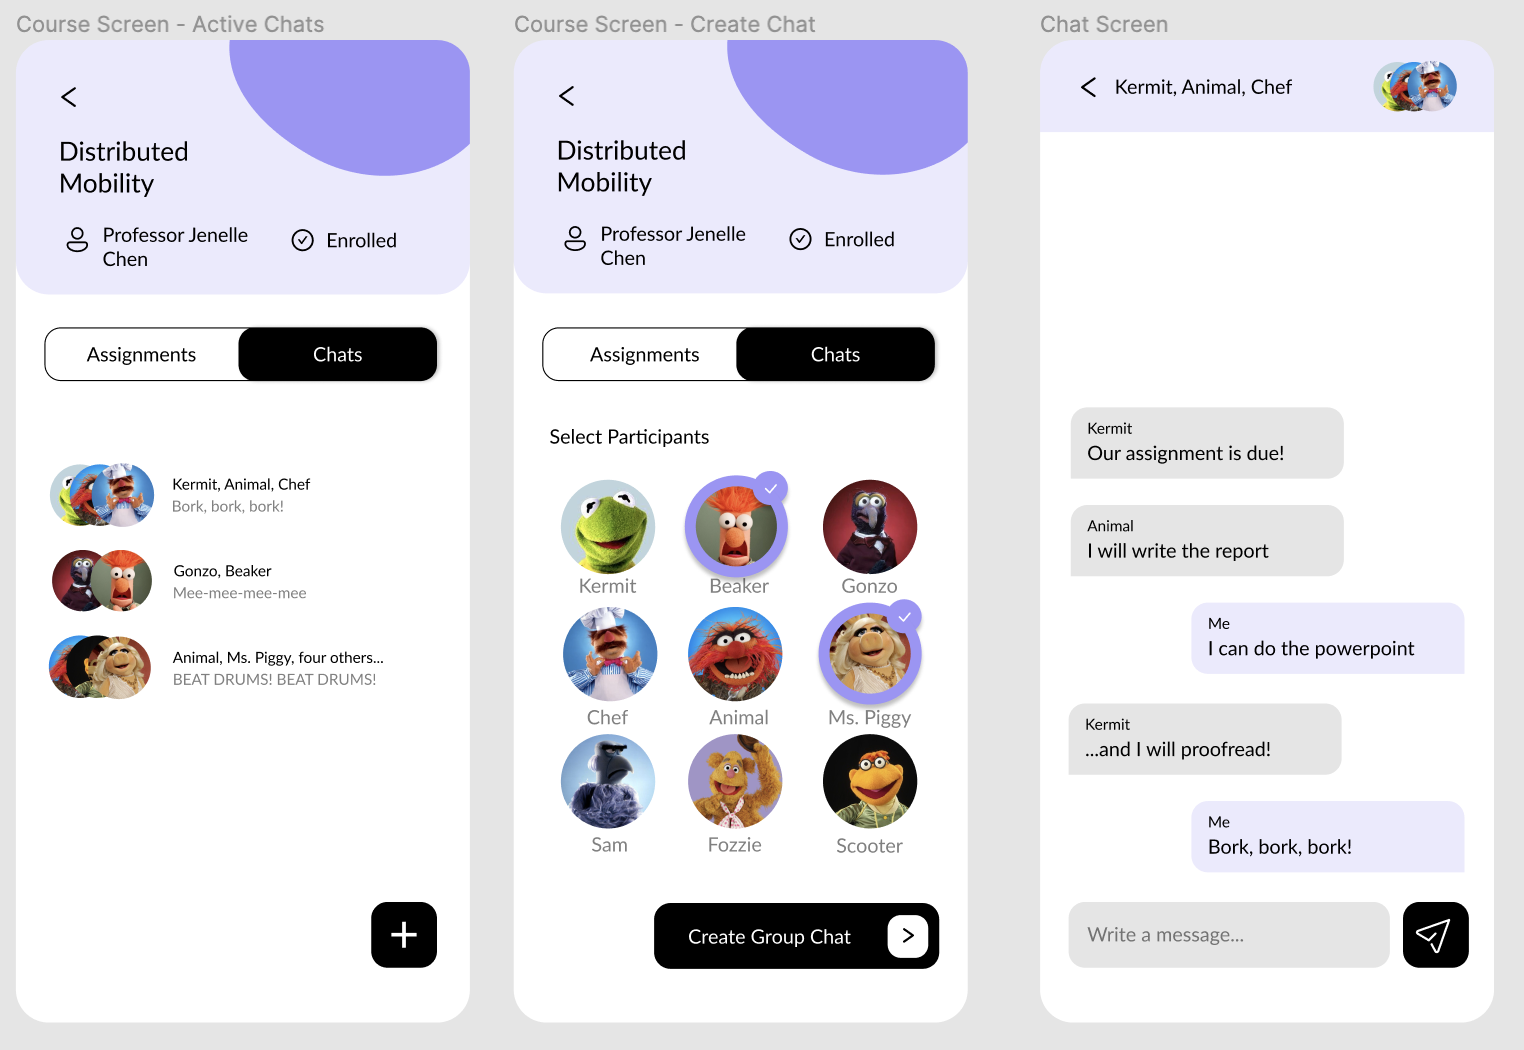 Course Screen - Active Chats
Distributed
Mobility
Professor Jenelle
Chen
Enrolled
Assignments
Chats
Kermit, Animal, Chef
Bork, bork, bork!
Gonzo, Beaker
Mee-mee-mee-mee
Animal, Ms. Piggy, four others...
BEAT DRUMS! BEAT DRUMS!
Course Screen - Create Chat
Distributed
Mobility
Professor Jenelle
Chen
Enrolled
Assignments
Chats
Select Participants
Kermit
Beaker
Gonzo
Chef
Animal
Ms. Piggy
Sam
Fozzie
Scooter
Create Group Chat
Chat Screen
Kermit, Animal, Chef
Kermit
Our assignment is due!
Animal
I will write the report
Me
I can do the powerpoint
Kermit
...and I will proofread!
Me
Bork, bork, bork!
Write a message...